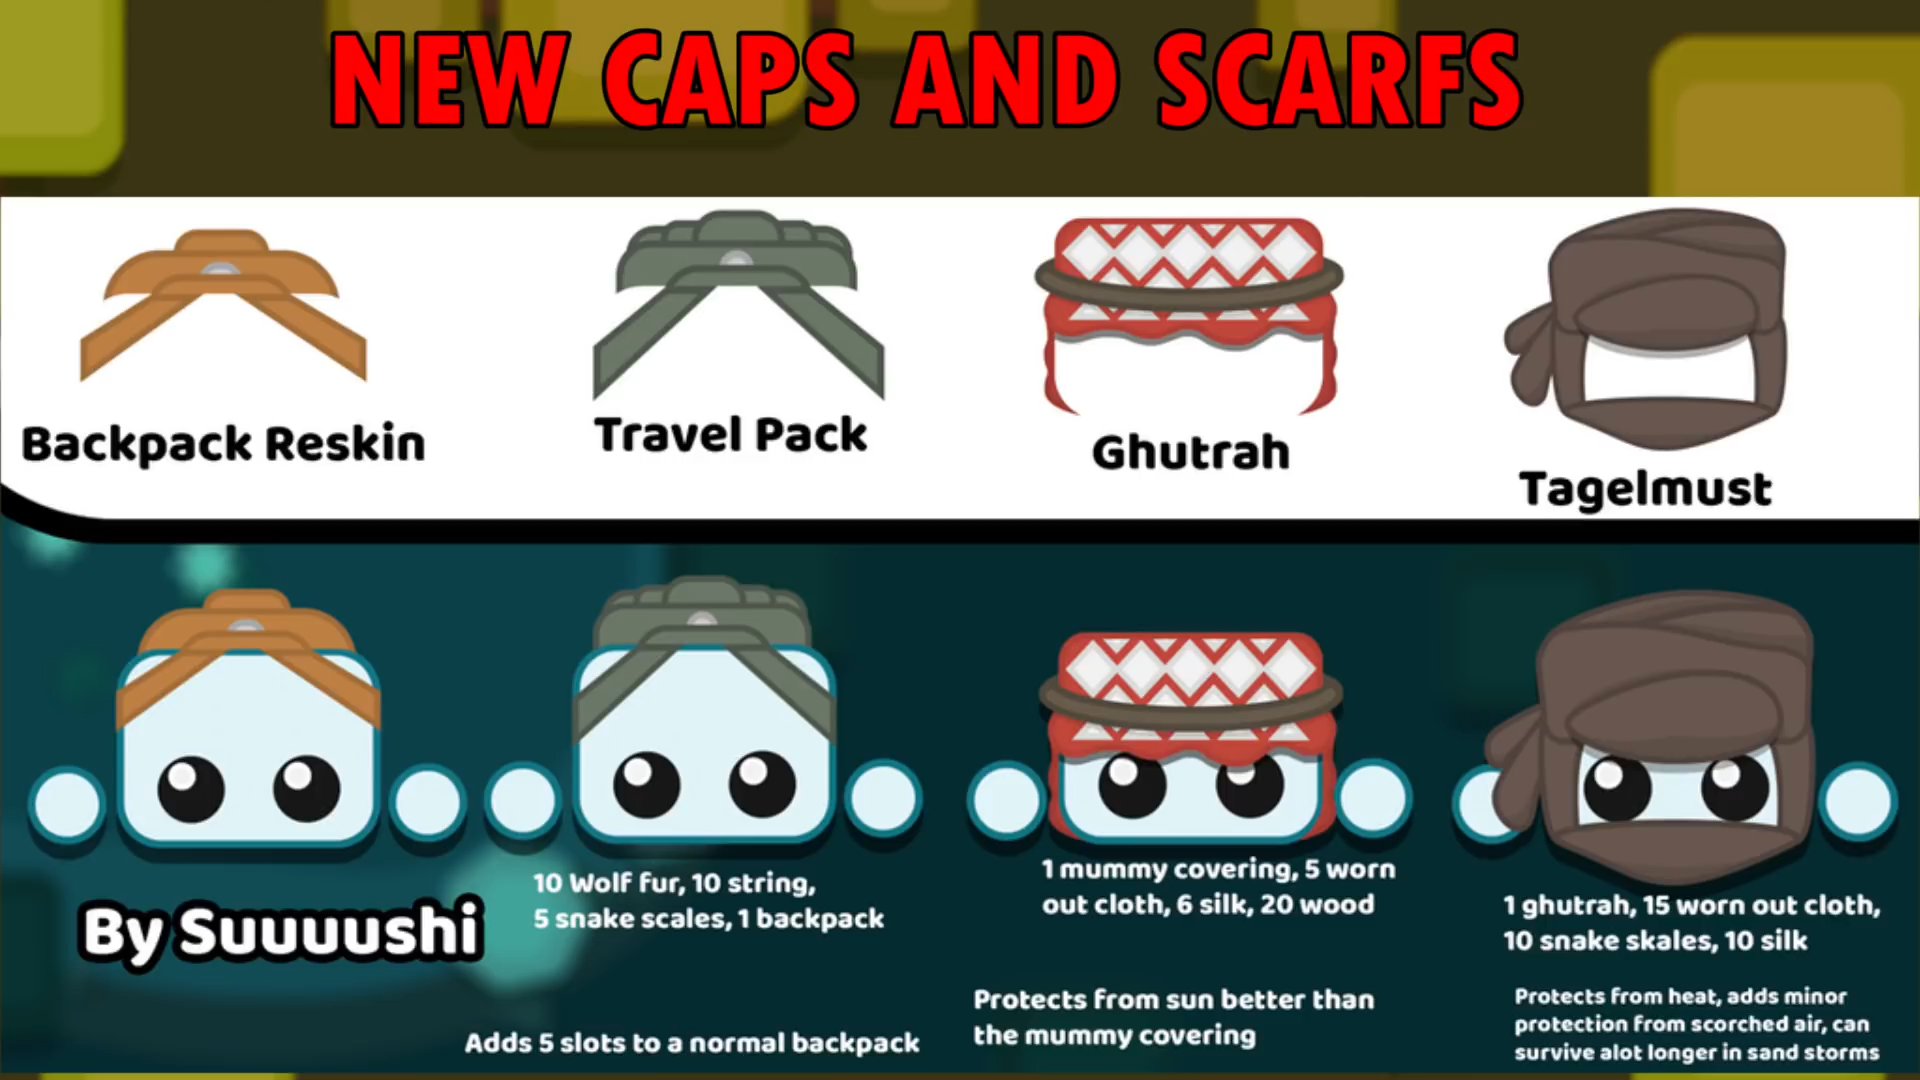 NEW CAPS AND SCARFS
Backpack Reskin
Travel Pack
Ghutrah
Tagelmust
By Suuuushi
10 Wolf fur, 10 string,
5 snake scales, 1 backpack
Adds 5 slots to a normal backpack
1 mummy covering, 5 worn
out cloth, 6 silk, 20 wood
Protects from sun better than
the mummy covering
1 ghutrah, 15 worn out cloth,
10 snake skales, 10 silk
Protects from heat, adds minor
protection from scorched air, can
survive alot longer in sand storms